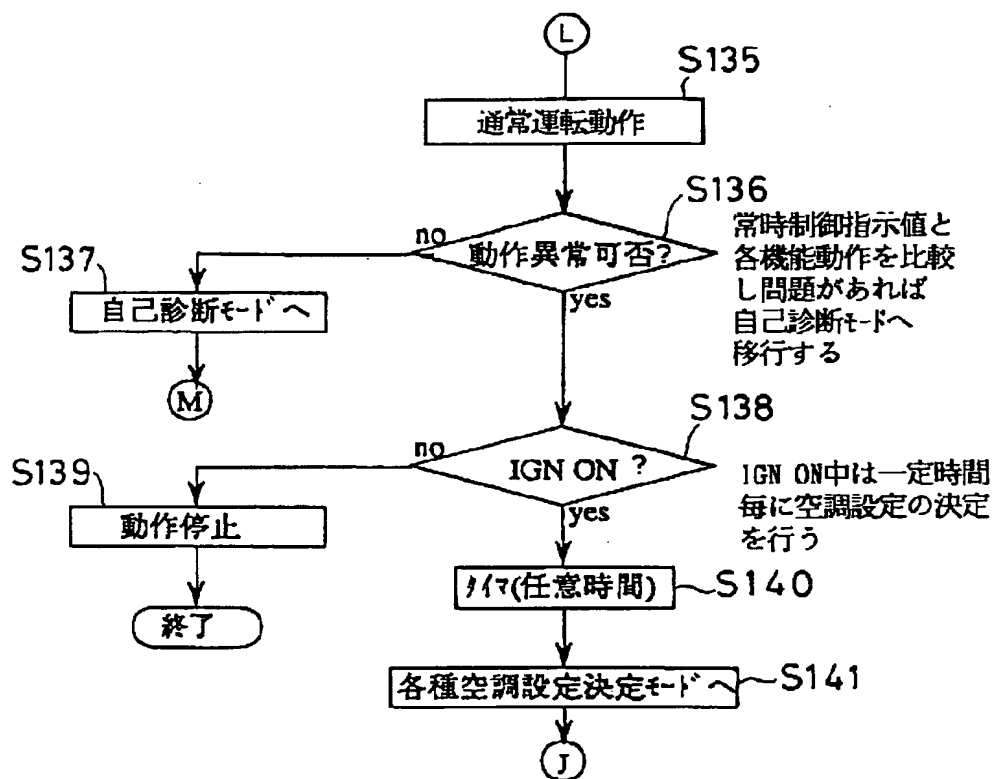 L
S135
通常運転動作
S136
動作異常可否?
no
yes
常時制御指示値と
各機能動作を比較
し問題があれば
自己診断ﾓｰﾄﾞへ
移行する
S137
自己診断ﾓｰﾄﾞへ
M
S138
IGN ON ?
no
yes
IGN ON中は一定時間
毎に空調設定の決定
を行う
S139
動作停止
終了
ﾀｲﾏ(任意時間)
S140
各種空調設定決定ﾓｰﾄﾞへ
S141
J